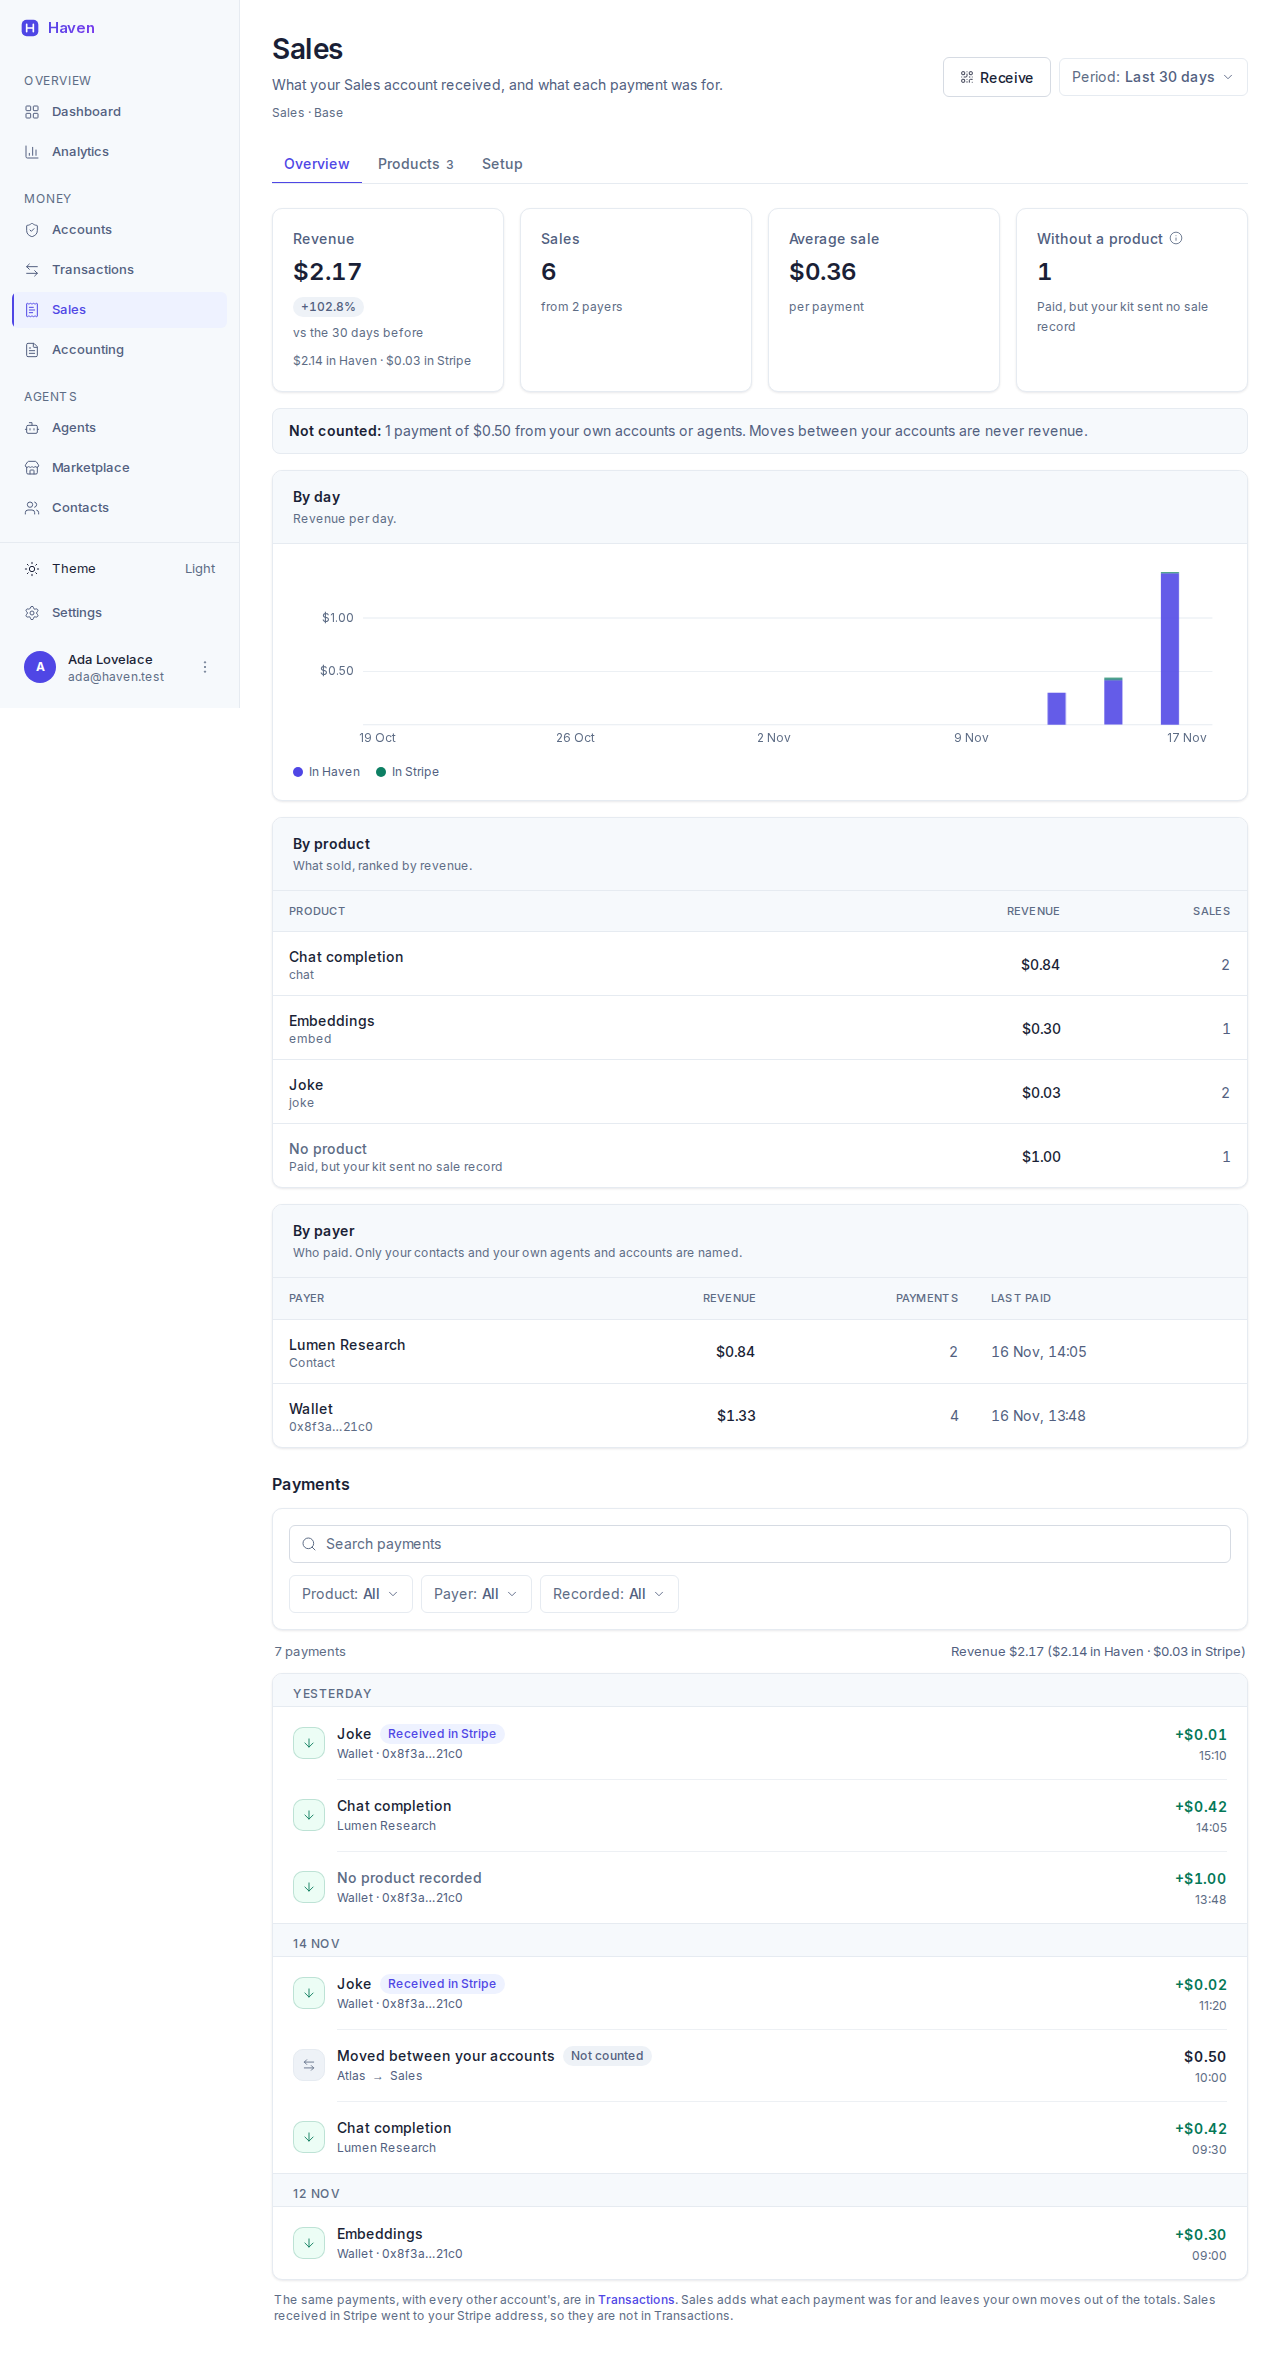 Haven
OVERVIEW
Dashboard
Analytics
MONEY
Accounts
Transactions
Sales
Accounting
AGENTS
Agents
Marketplace
Contacts
Theme Light
Settings
A
Ada Lovelace
ada@haven.test
Sales
What your Sales account received, and what each payment was for.
Sales · Base
Receive
Period: Last 30 days
Overview Products 3 Setup
Revenue
$2.17
+102.8%
vs the 30 days before
$2.14 in Haven · $0.03 in Stripe
Sales
6
from 2 payers
Average sale
$0.36
per payment
Without a product
1
Paid, but your kit sent no sale
record
Not counted: 1 payment of $0.50 from your own accounts or agents. Moves between your accounts are never revenue.
By day
Revenue per day.
$1.00
$0.50
19 Oct 26 Oct 2 Nov 9 Nov 17 Nov
In Haven In Stripe
By product
What sold, ranked by revenue.
PRODUCT REVENUE SALES
Chat completion
chat
$0.84 2
Embeddings
embed
$0.30 1
Joke
joke
$0.03 2
No product
Paid, but your kit sent no sale record
$1.00 1
By payer
Who paid. Only your contacts and your own agents and accounts are named.
PAYER REVENUE PAYMENTS LAST PAID
Lumen Research
Contact
$0.84 2 16 Nov, 14:05
Wallet
0x8f3a…21c0
$1.33 4 16 Nov, 13:48
Payments
Search payments
Product: All Payer: All Recorded: All
7 payments Revenue $2.17 ($2.14 in Haven · $0.03 in Stripe)
YESTERDAY
Joke Received in Stripe +$0.01
Wallet · 0x8f3a…21c0 15:10
Chat completion +$0.42
Lumen Research 14:05
No product recorded +$1.00
Wallet · 0x8f3a…21c0 13:48
14 NOV
Joke Received in Stripe +$0.02
Wallet · 0x8f3a…21c0 11:20
Moved between your accounts Not counted $0.50
Atlas → Sales 10:00
Chat completion +$0.42
Lumen Research 09:30
12 NOV
Embeddings +$0.30
Wallet · 0x8f3a…21c0 09:00
The same payments, with every other account's, are in Transactions. Sales adds what each payment was for and leaves your own moves out of the totals. Sales
received in Stripe went to your Stripe address, so they are not in Transactions.